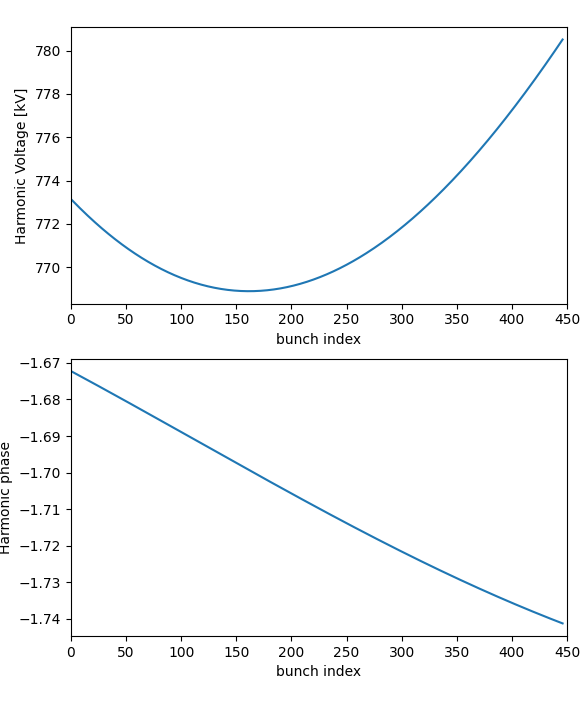 Harmonic Voltage [kV]
780
778
776
774
772
770
0 50 100 150 200 250 300 350 400 450
bunch index
Harmonic phase
−1.67
−1.68
−1.69
−1.70
−1.71
−1.72
−1.73
−1.74
0 50 100 150 200 250 300 350 400 450
bunch index